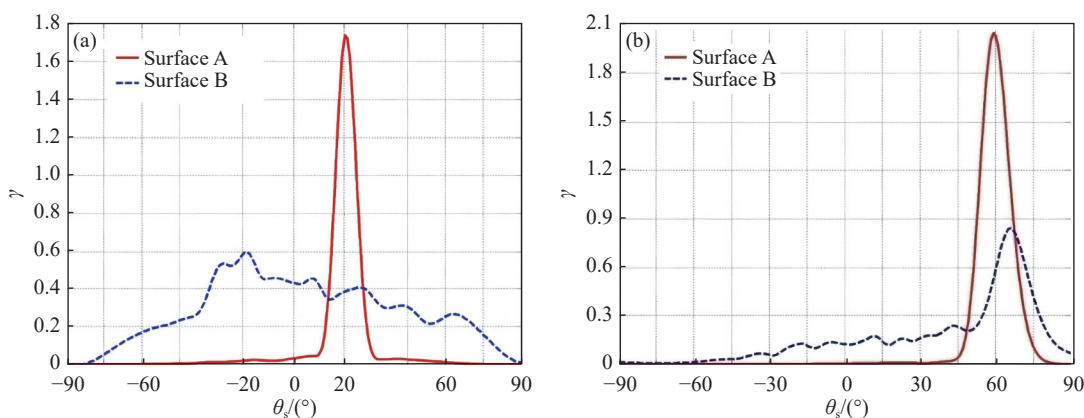 (a)
Surface A
Surface B
1.8
1.6
1.4
1.2
1.0
0.8
0.6
0.4
0.2
0
γ
−90 −60 −20 0 20 60 90
θs/(°)
(b)
Surface A
Surface B
2.1
1.8
1.5
1.2
0.9
0.6
0.3
0
γ
−90 −60 −30 0 30 60 90
θs/(°)